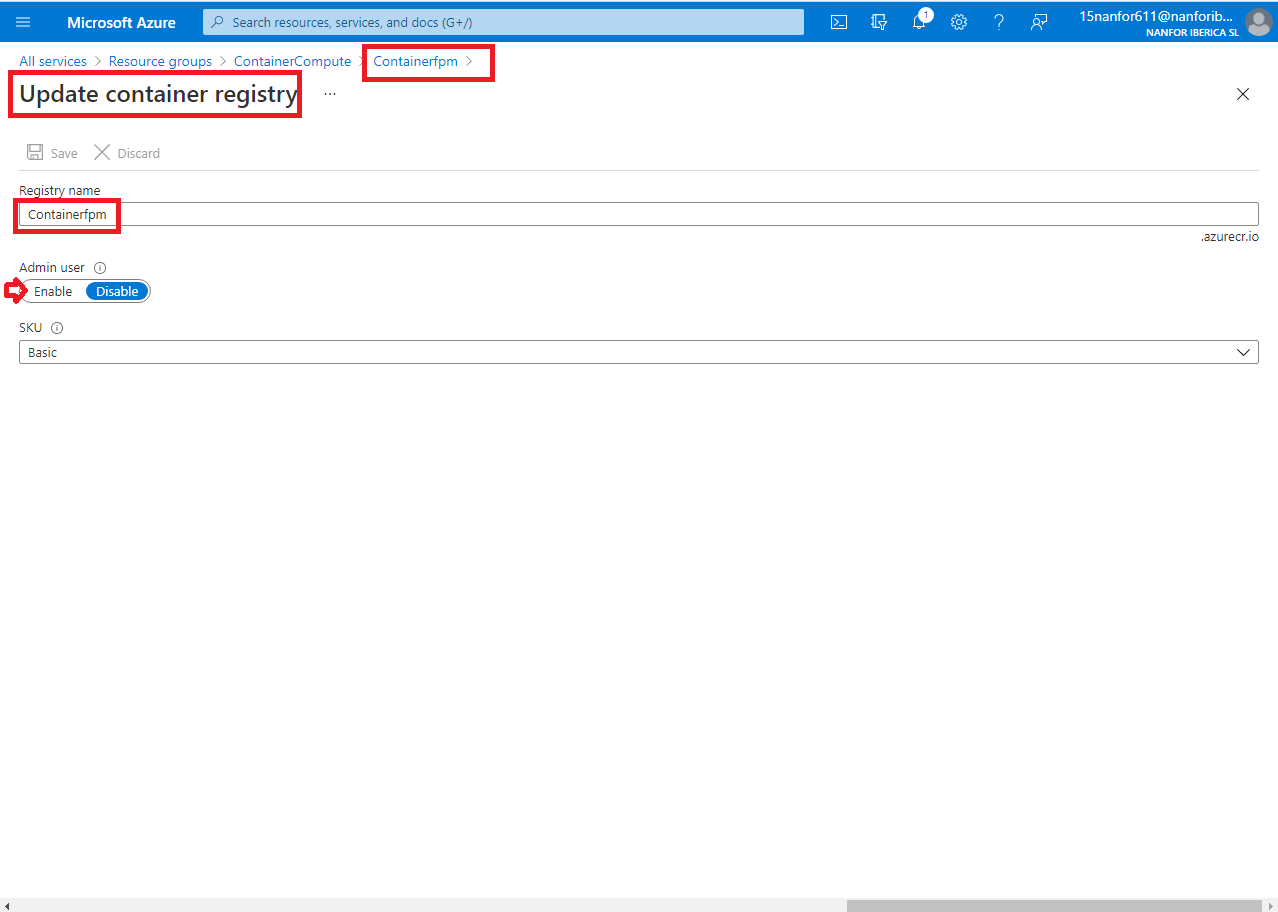 Microsoft Azure
Search resources, services, and docs (G+/)
1
15nanfor611@nanforib...
NANFOR IBERICA SL
All services > Resource groups > ContainerCompute > Containerfpm >
Update container registry ...
Save Discard
Registry name
Containerfpm
.azurecr.io
Admin user
Enable Disable
SKU
Basic